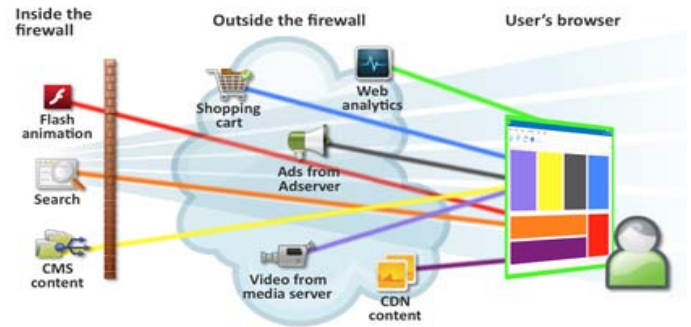 Inside the
firewall
Outside the firewall
User's browser
Flash
animation
Search
CMS
content
Shopping
cart
Web
analytics
Ads from
Adserver
Video from
media server
CDN
content